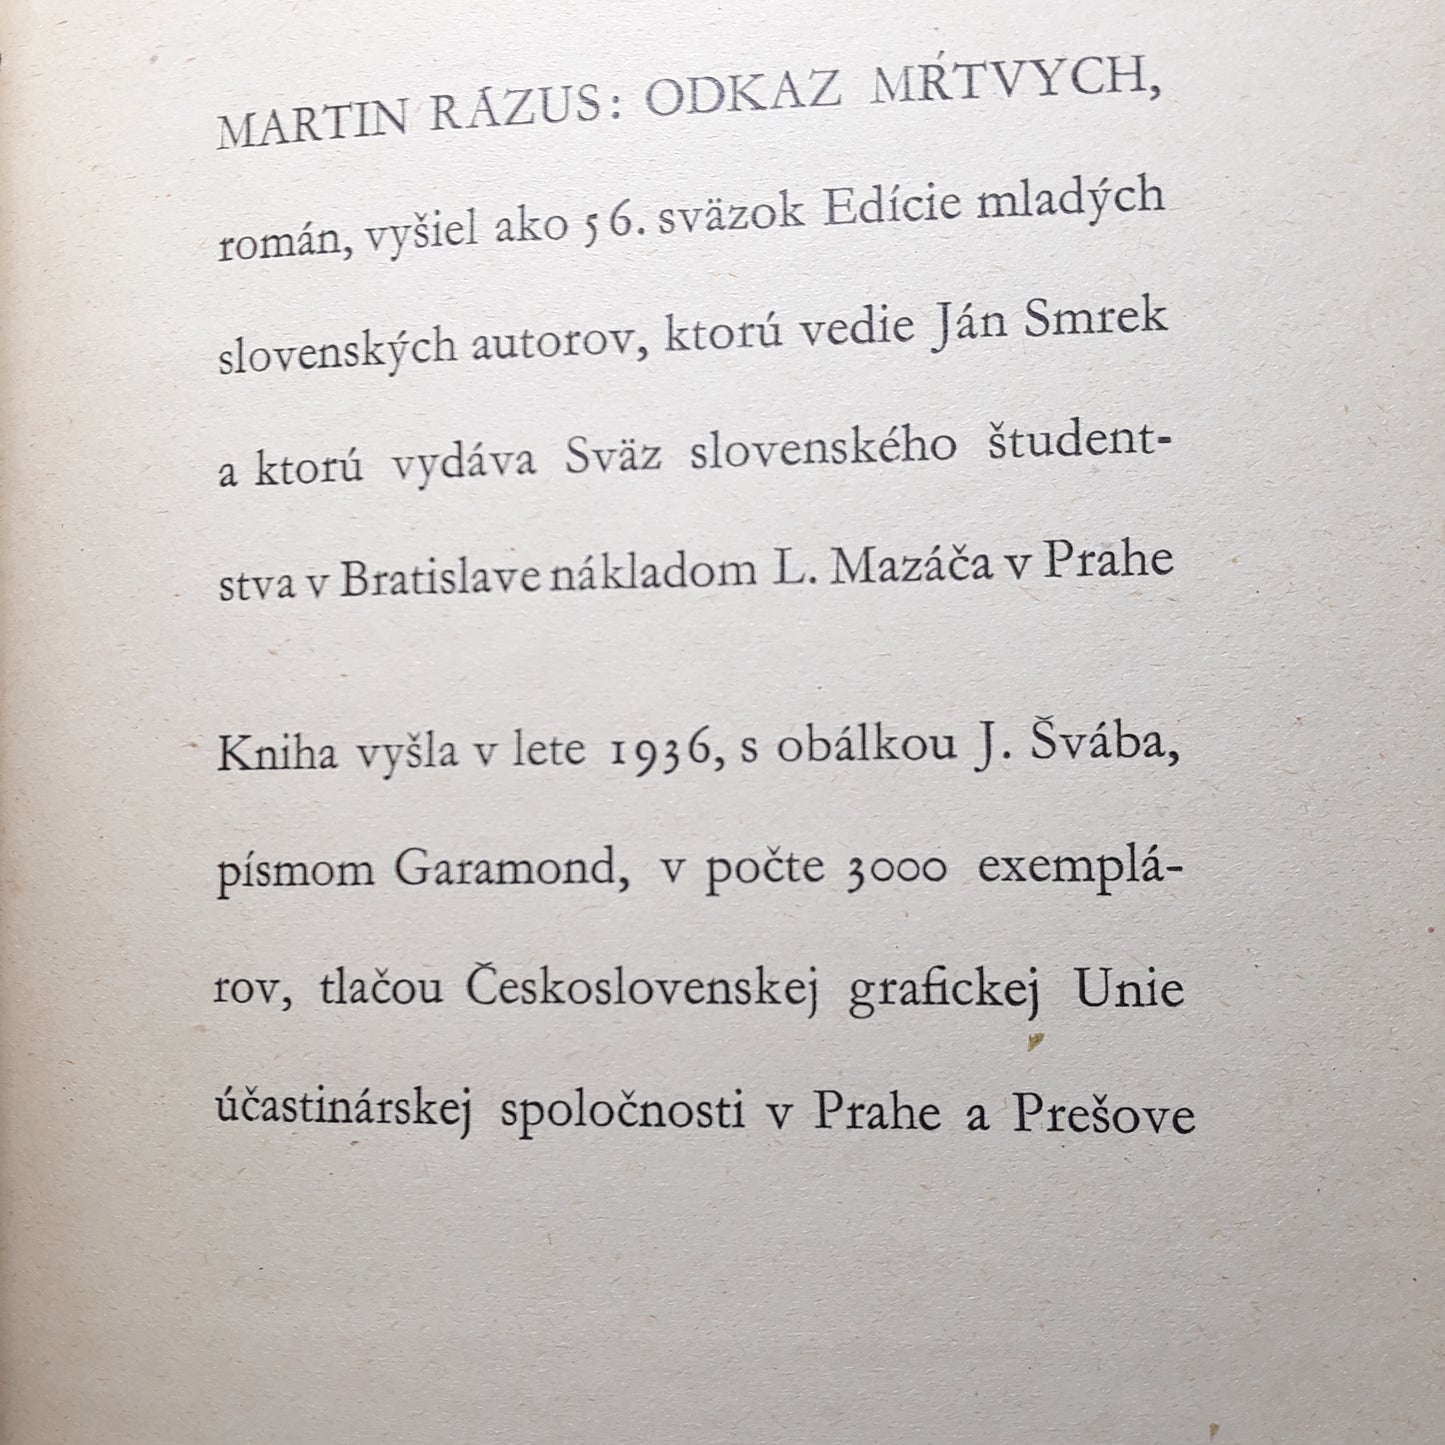 MARTIN RÁZUS: ODKAZ MŔTVYCH,
román, vyšiel ako 56. sväzok Edície mladých
slovenských autorov, ktorú vedie Ján Smrek
a ktorú vydáva Sväz slovenského študent-
stva v Bratislave nákladom L. Mazáča v Prahe
Kniha vyšla v lete 1936, s obálkou J. Švába,
písmom Garamond, v počte 3000 exemplá-
rov, tlačou Československej grafickej Unie
účastinárskej spoločnosti v Prahe a Prešove